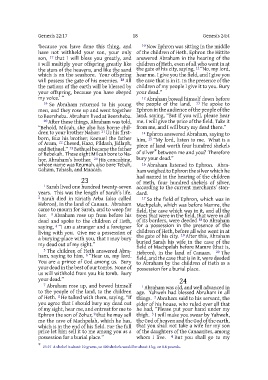 Genesis 22:17
18
Genesis 24:4
because you have done this thing, and
have not withheld your son, your only
son, 17 that I will bless you greatly, and
I will multiply your offspring greatly like
the stars of the heavens, and like the sand
which is on the seashore. Your offspring
will possess the gate of his enemies. 18 All
the nations of the earth will be blessed by
your offspring, because you have obeyed
my voice."
19 So Abraham returned to his young
men, and they rose up and went together
to Beersheba. Abraham lived at Beersheba.
20 After these things, Abraham was told,
"Behold, Milcah, she also has borne chil-
dren to your brother Nahor: 21 Uz his first-
born, Buz his brother, Kemuel the father
of Aram, 22 Chesed, Hazo, Pildash, Jidlaph,
and Bethuel." 23 Bethuel became the father
of Rebekah. These eight Milcah bore to Na-
hor, Abraham's brother. 24 His concubine,
whose name was Reumah, also bore Tebah,
Gaham, Tahash, and Maacah.
23
1 Sarah lived one hundred twenty-seven
years. This was the length of Sarah's life.
2 Sarah died in Kiriath Arba (also called
Hebron), in the land of Canaan. Abraham
came to mourn for Sarah, and to weep for
her. 3 Abraham rose up from before his
dead and spoke to the children of Heth,
saying, 4 "I am a stranger and a foreigner
living with you. Give me a possession of
a burying-place with you, that I may bury
my dead out of my sight."
5 The children of Heth answered Abra-
ham, saying to him, 6 "Hear us, my lord.
You are a prince of God among us. Bury
your dead in the best of our tombs. None of
us will withhold from you his tomb. Bury
your dead."
7 Abraham rose up, and bowed himself
to the people of the land, to the children
of Heth. 8 He talked with them, saying, "If
you agree that I should bury my dead out
of my sight, hear me, and entreat for me to
Ephron the son of Zohar, 9 that he may sell
me the cave of Machpelah, which he has,
which is in the end of his field. For the full
price let him sell it to me among you as a
possession for a burial place."
10 Now Ephron was sitting in the middle
of the children of Heth. Ephron the Hittite
answered Abraham in the hearing of the
children of Heth, even of all who went in at
the gate of his city, saying, 11 "No, my lord,
hear me. I give you the field, and I give you
the cave that is in it. In the presence of the
children of my people I give it to you. Bury
your dead."
12 Abraham bowed himself down before
the people of the land. 13 He spoke to
Ephron in the audience of the people of the
land, saying, "But if you will, please hear
me. I will give the price of the field. Take it
from me, and I will bury my dead there."
14 Ephron answered Abraham, saying to
him, 15 "My lord, listen to me. What is a
piece of land worth four hundred shekels
of silver between me and you? Therefore
bury your dead."
16 Abraham listened to Ephron. Abra-
ham weighed to Ephron the silver which he
had named in the hearing of the children
of Heth, four hundred shekels of silver,
according to the current merchants' stan-
dard.
17 So the field of Ephron, which was in
Machpelah, which was before Mamre, the
field, the cave which was in it, and all the
trees that were in the field, that were in all
of its borders, were deeded 18 to Abraham
for a possession in the presence of the
children of Heth, before all who went in at
the gate of his city. 19 After this, Abraham
buried Sarah his wife in the cave of the
field of Machpelah before Mamre (that is,
Hebron), in the land of Canaan. 20 The
field, and the cave that is in it, were deeded
to Abraham by the children of Heth as a
possession for a burial place.
24
1 Abraham was old, and well advanced in
age. Yahweh had blessed Abraham in all
things. 2 Abraham said to his servant, the
elder of his house, who ruled over all that
he had, "Please put your hand under my
thigh. 3 I will make you swear by Yahweh,
the God of heaven and the God of the earth,
that you shall not take a wife for my son
of the daughters of the Canaanites, among
whom I live. 4 But you shall go to my